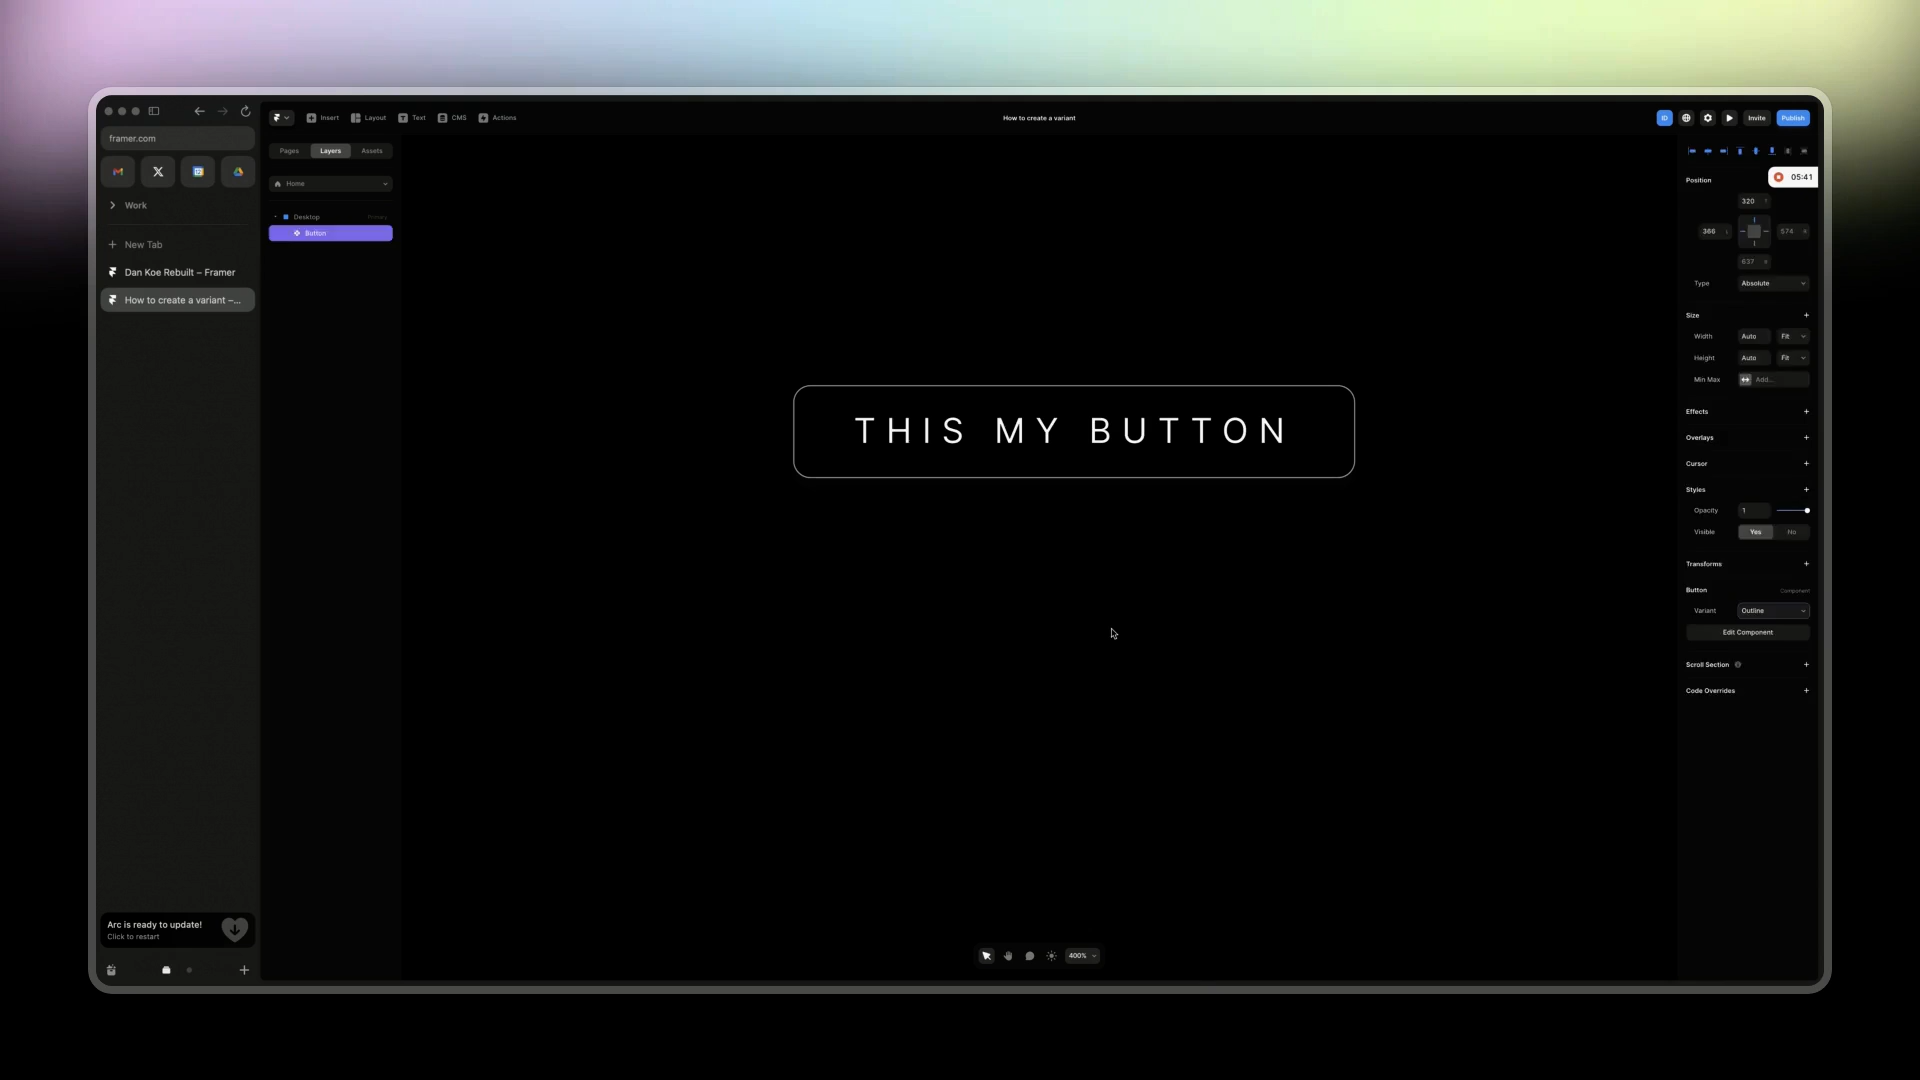 framer.com
Work
New Tab
Dan Koe Rebuilt – Framer
How to create a variant –...
Arc is ready to update!
Click to restart
Insert
Layout
Text
CMS
Actions
How to create a variant
Invite
Publish
Pages
Layers
Assets
Home
Desktop
Primary
Button
THIS MY BUTTON
400%
Position
05:41
320
366
574
637
Type
Absolute
Size
Width
Auto
Fit
Height
Auto
Fit
Min Max
Add...
Effects
Overlays
Cursor
Styles
Opacity
1
Visible
Yes
No
Transforms
Button
Component
Variant
Outline
Edit Component
Scroll Section
Code Overrides